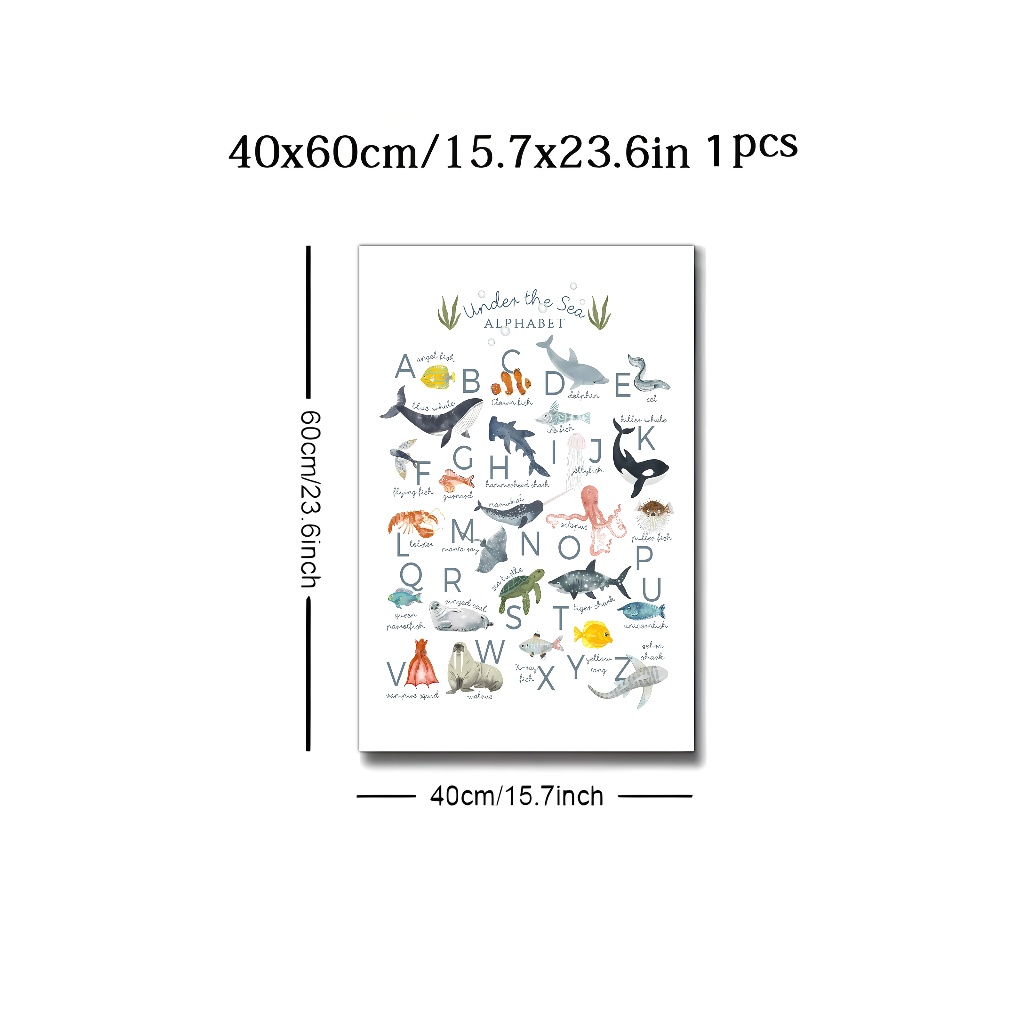 40x60cm/15.7x23.6in 1pcs
Under the Sea
ALPHABET
A
angel fish
B
blue whale
C
Clown fish
D
dolphin
E
eel
F
flying fish
G
gurnard
H
hammerhead shark
I
fish
J
jellyfish
killer whale
K
L
lobster
M
manta ray
narwhal
N
O
octopus
puffer fish
P
Q
queen
parrotfish
R
ringed seal
sea turtle
S
T
tiger shark
U
unicornfish
V
vampire squid
W
walrus
X-ray
fish
X
Y
yellow
tang
Z
shark
60cm/23.6inch
40cm/15.7inch